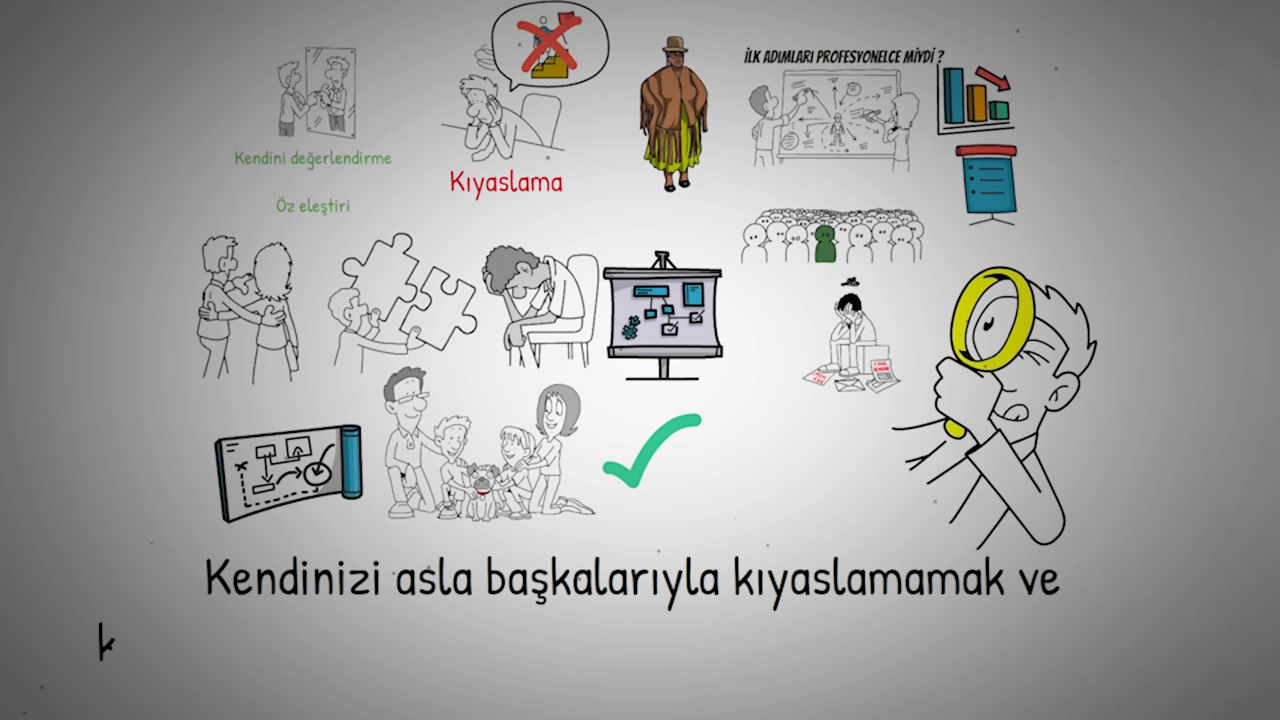 İLK ADIMLARI PROFESYONELCE MİYDİ ?
Kendini değerlendirme
Kıyaslama
Öz eleştiri
Kendinizi asla başkalarıyla kıyaslamamak ve